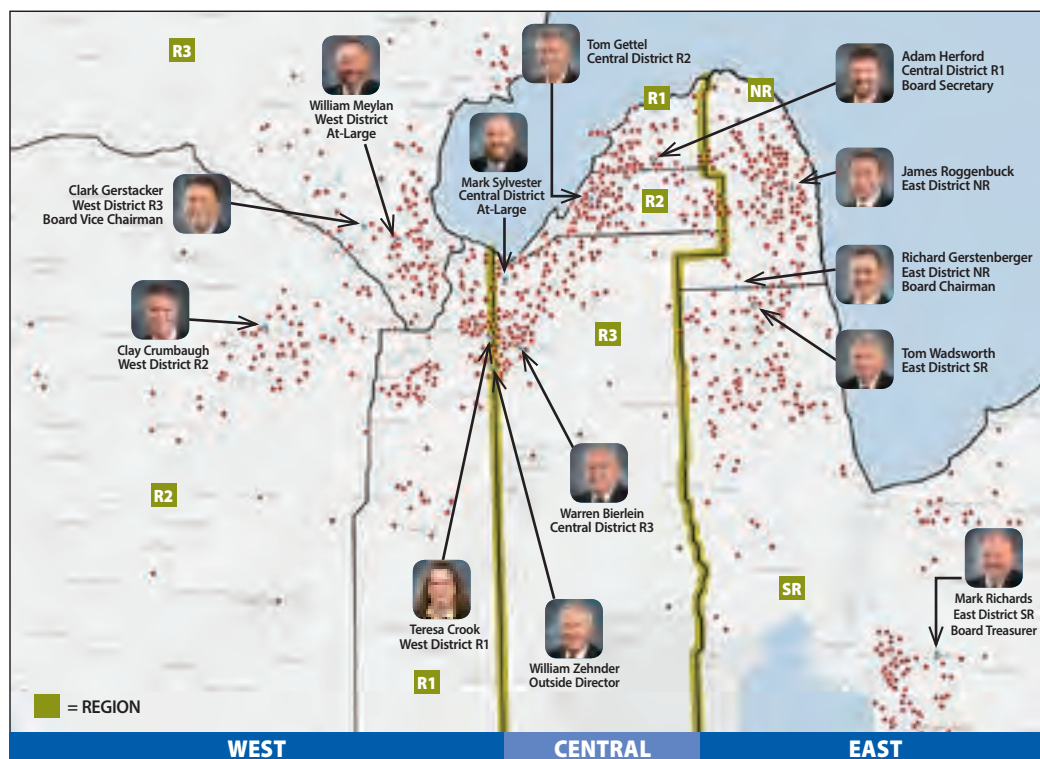 R3
William Meylan
West District
At-Large
Tom Gettel
Central District R2
R1
NR
Adam Herford
Central District R1
Board Secretary
Mark Sylvester
Central District
At-Large
Clark Gerstacker
West District R3
Board Vice Chairman
James Roggenbuck
East District NR
R2
Richard Gerstenberger
East District NR
Board Chairman
Clay Crumbaugh
West District R2
R3
Tom Wadsworth
East District SR
R2
Warren Bierlein
Central District R3
SR
Mark Richards
East District SR
Board Treasurer
Teresa Crook
West District R1
William Zehnder
Outside Director
R1
= REGION
WEST
CENTRAL
EAST